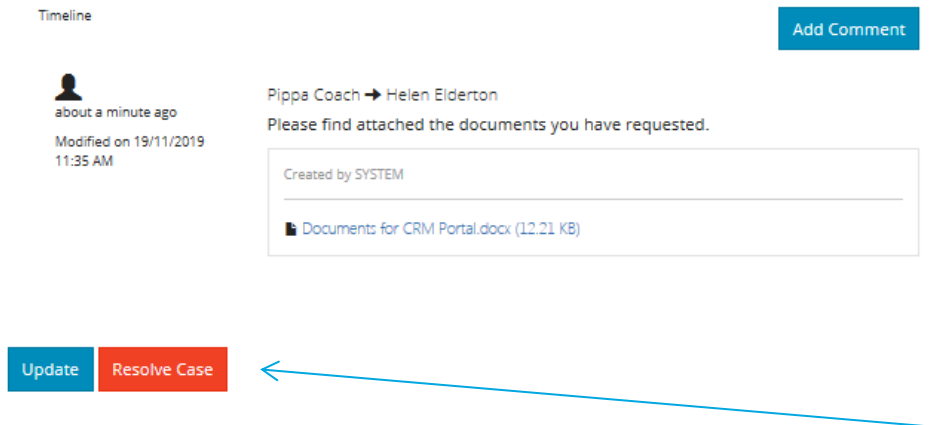 Timeline
Add Comment
about a minute ago
Modified on 19/11/2019
11:35 AM
Pippa Coach → Helen Elderton
Please find attached the documents you have requested.
Created by SYSTEM
Documents for CRM Portal.docx (12.21 KB)
Update
Resolve Case